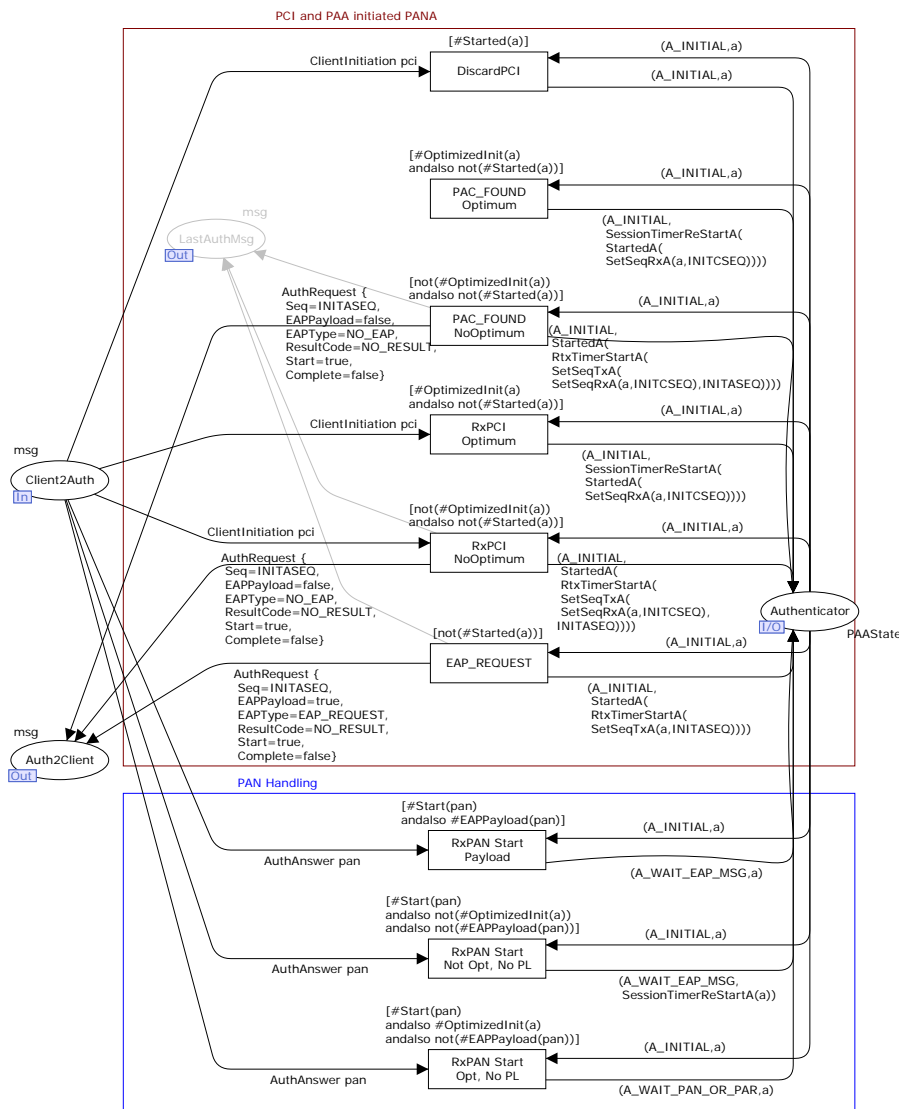 PCI and PAA initiated PANA
[#Started(a)]
ClientInitiation pci
DiscardPCI
(A_INITIAL,a)
(A_INITIAL,a)
[#OptimizedInit(a)
andalso not(#Started(a))]
PAC_FOUND
Optimum
(A_INITIAL,a)
(A_INITIAL,
SessionTimerReStartA(
StartedA(
SetSeqRxA(a,INITCSEQ))))
msg
LastAuthMsg
Out
[not(#OptimizedInit(a))
andalso not(#Started(a))]
PAC_FOUND
NoOptimum
(A_INITIAL,a)
(A_INITIAL,
StartedA(
RtxTimerStartA(
SetSeqTxA(
SetSeqRxA(a,INITCSEQ),INITASEQ))))
AuthRequest {
Seq=INITASEQ,
EAPPayload=false,
EAPType=NO_EAP,
ResultCode=NO_RESULT,
Start=true,
Complete=false}
[#OptimizedInit(a)
andalso not(#Started(a))]
ClientInitiation pci
RxPCI
Optimum
(A_INITIAL,a)
(A_INITIAL,
SessionTimerReStartA(
StartedA(
SetSeqRxA(a,INITCSEQ))))
msg
Client2Auth
In
[not(#OptimizedInit(a))
andalso not(#Started(a))]
ClientInitiation pci
RxPCI
NoOptimum
(A_INITIAL,a)
(A_INITIAL,
StartedA(
RtxTimerStartA(
SetSeqTxA(
SetSeqRxA(a,INITCSEQ),
INITASEQ))))
AuthRequest {
Seq=INITASEQ,
EAPPayload=false,
EAPType=NO_EAP,
ResultCode=NO_RESULT,
Start=true,
Complete=false}
Authenticator
I/O
PAAState
[not(#Started(a))]
EAP_REQUEST
(A_INITIAL,a)
(A_INITIAL,
StartedA(
RtxTimerStartA(
SetSeqTxA(a,INITASEQ))))
AuthRequest {
Seq=INITASEQ,
EAPPayload=true,
EAPType=EAP_REQUEST,
ResultCode=NO_RESULT,
Start=true,
Complete=false}
msg
Auth2Client
Out
PAN Handling
[#Start(pan)
andalso #EAPPayload(pan)]
AuthAnswer pan
RxPAN Start
Payload
(A_INITIAL,a)
(A_WAIT_EAP_MSG,a)
[#Start(pan)
andalso not(#OptimizedInit(a))
andalso not(#EAPPayload(pan))]
AuthAnswer pan
RxPAN Start
Not Opt, No PL
(A_INITIAL,a)
(A_WAIT_EAP_MSG,
SessionTimerReStartA(a))
[#Start(pan)
andalso #OptimizedInit(a)
andalso not(#EAPPayload(pan))]
AuthAnswer pan
RxPAN Start
Opt, No PL
(A_INITIAL,a)
(A_WAIT_PAN_OR_PAR,a)